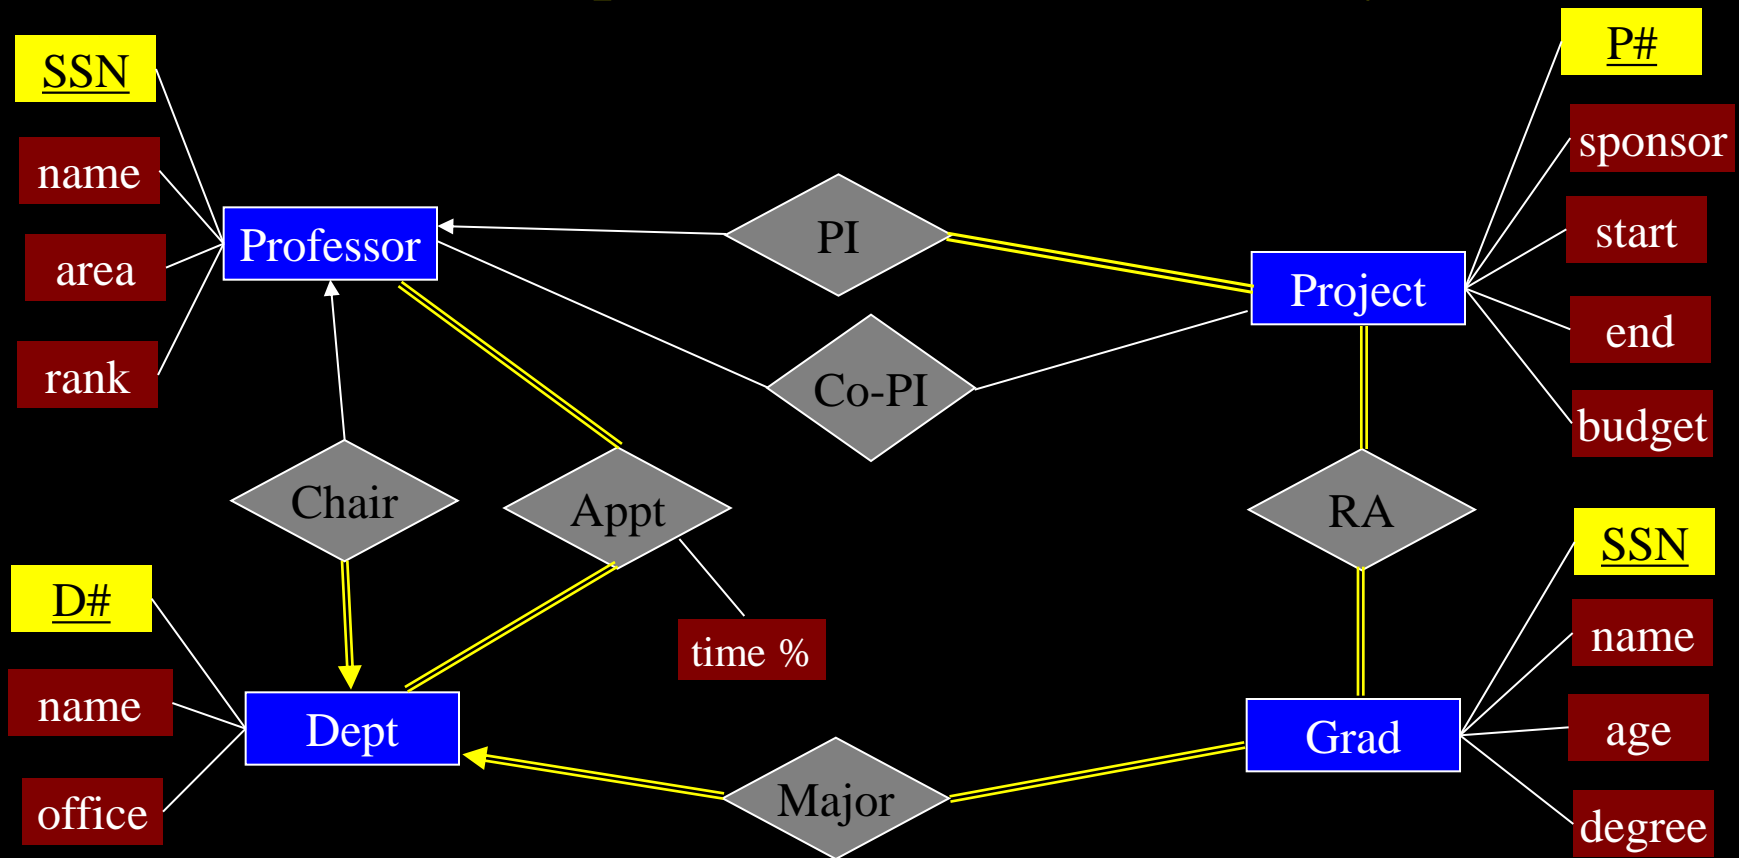 SSN
name
area
rank
Professor
PI
Co-PI
Project
P#
sponsor
start
end
budget
Chair
Appt
time %
RA
D#
name
office
Dept
Major
Grad
SSN
name
age
degree